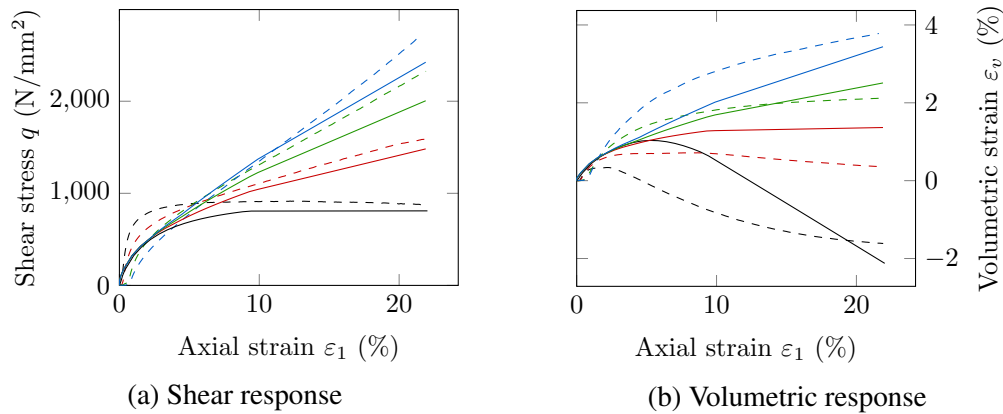 Shear stress q (N/mm²)
2,000
1,000
0
0 10 20
Axial strain ε₁ (%)
(a) Shear response
4
2
0
−2
Volumetric strain εᵥ (%)
0 10 20
Axial strain ε₁ (%)
(b) Volumetric response